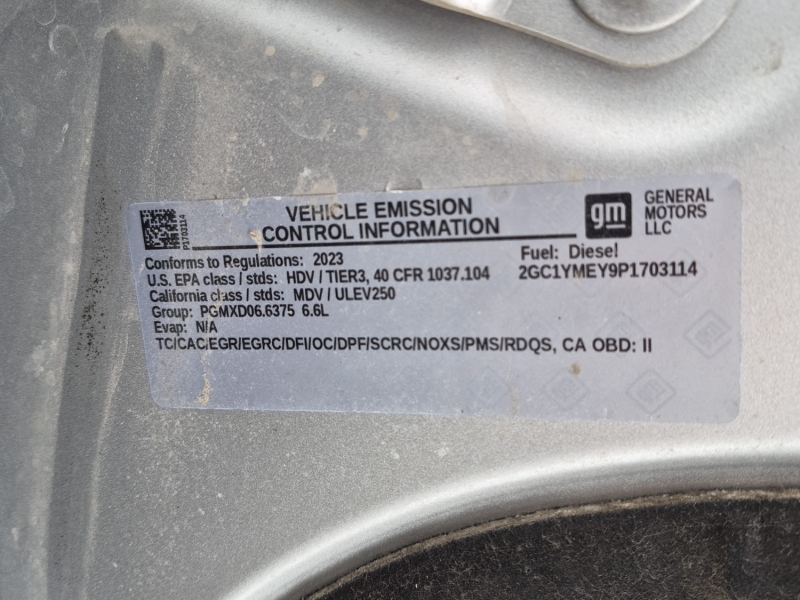 P1703114
VEHICLE EMISSION
CONTROL INFORMATION
gm
GENERAL
MOTORS
LLC
Conforms to Regulations: 2023
Fuel: Diesel
U.S. EPA class / stds: HDV / TIER3, 40 CFR 1037.104
2GC1YMEY9P1703114
California class / stds: MDV / ULEV250
Group: PGMXD06.6375 6.6L
Evap: N/A
TC/CAC/EGR/EGRC/DFI/OC/DPF/SCRC/NOXS/PMS/RDQS, CA OBD: II